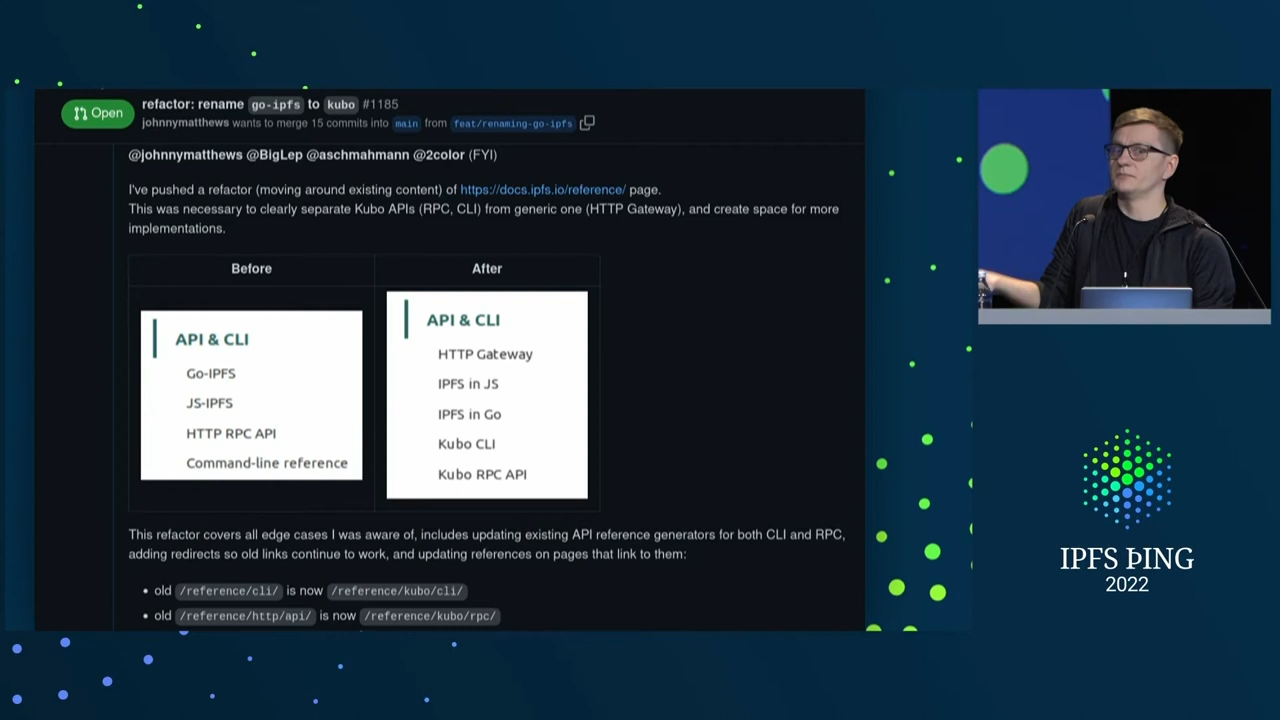 Open
refactor: rename go-ipfs to kubo #1185
johnnymatthews wants to merge 15 commits into main from feat/renaming-go-ipfs
@johnnymatthews @BigLep @aschmahmann @2color (FYI)
I've pushed a refactor (moving around existing content) of https://docs.ipfs.io/reference/ page.
This was necessary to clearly separate Kubo APIs (RPC, CLI) from generic one (HTTP Gateway), and create space for more
implementations.
Before
After
API & CLI
Go-IPFS
JS-IPFS
HTTP RPC API
Command-line reference
API & CLI
HTTP Gateway
IPFS in JS
IPFS in Go
Kubo CLI
Kubo RPC API
This refactor covers all edge cases I was aware of, includes updating existing API reference generators for both CLI and RPC,
adding redirects so old links continue to work, and updating references on pages that link to them:
• old /reference/cli/ is now /reference/kubo/cli/
• old /reference/http/api/ is now /reference/kubo/rpc/
IPFS ÞING
2022